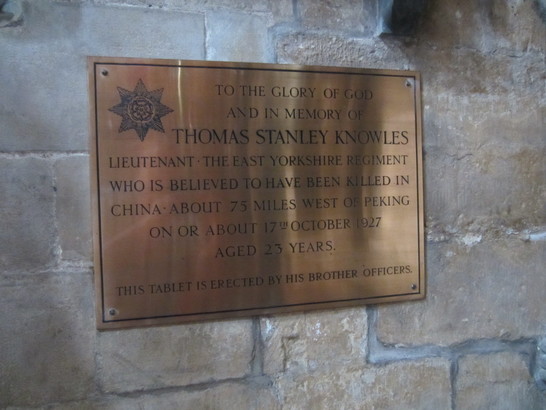 TO THE GLORY OF GOD
AND IN MEMORY OF
THOMAS STANLEY KNOWLES
LIEUTENANT · THE EAST YORKSHIRE REGIMENT
WHO IS BELIEVED TO HAVE BEEN KILLED IN
CHINA · ABOUT 75 MILES WEST OF PEKING
ON OR ABOUT 17TH OCTOBER 1927
AGED 23 YEARS.
THIS TABLET IS ERECTED BY HIS BROTHER OFFICERS.